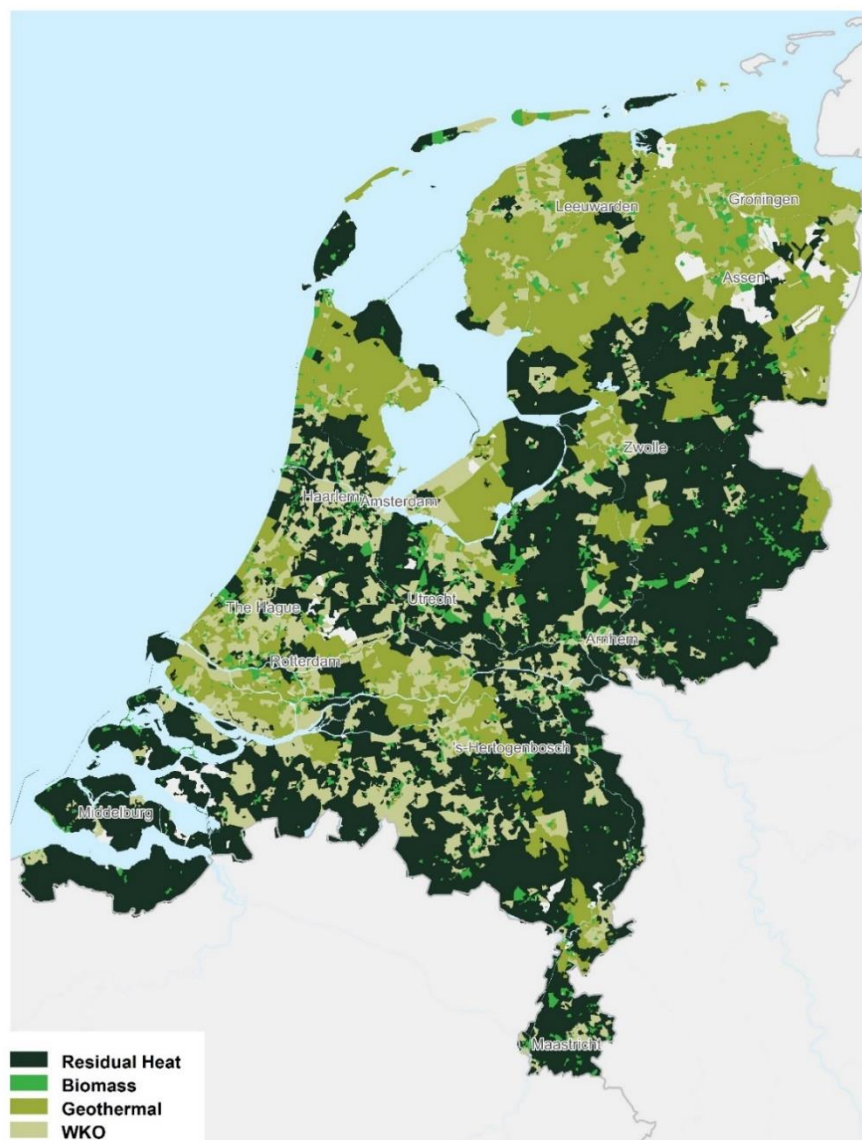 Leeuwarden
Groningen
Assen
Zwolle
Haarlem
Amsterdam
Utrecht
The Hague
Arnhem
Rotterdam
's-Hertogenbosch
Middelburg
Maastricht
Residual Heat
Biomass
Geothermal
WKO